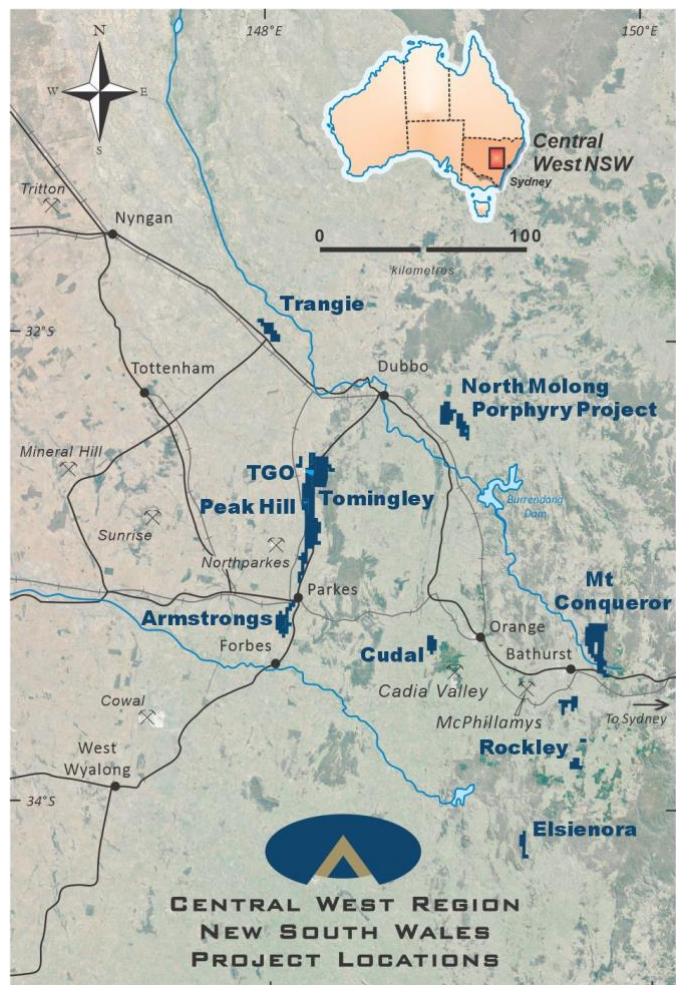 148°E
150°E
N
W
E
S
Central
West NSW
Sydney
Tritton
Nyngan
0
100
kilometres
Trangie
32°S
Tottenham
Dubbo
North Molong
Porphyry Project
Mineral Hill
TGO
Tomingley
Peak Hill
Burrendong
Dam
Sunrise
Northparkes
Mt
Conqueror
Parkes
Armstrongs
Orange
Forbes
Cudal
Bathurst
Cadia Valley
Cowal
McPhillamys
To Sydney
West
Wyalong
Rockley
34°S
Elsienora
Central West Region
New South Wales
Project Locations